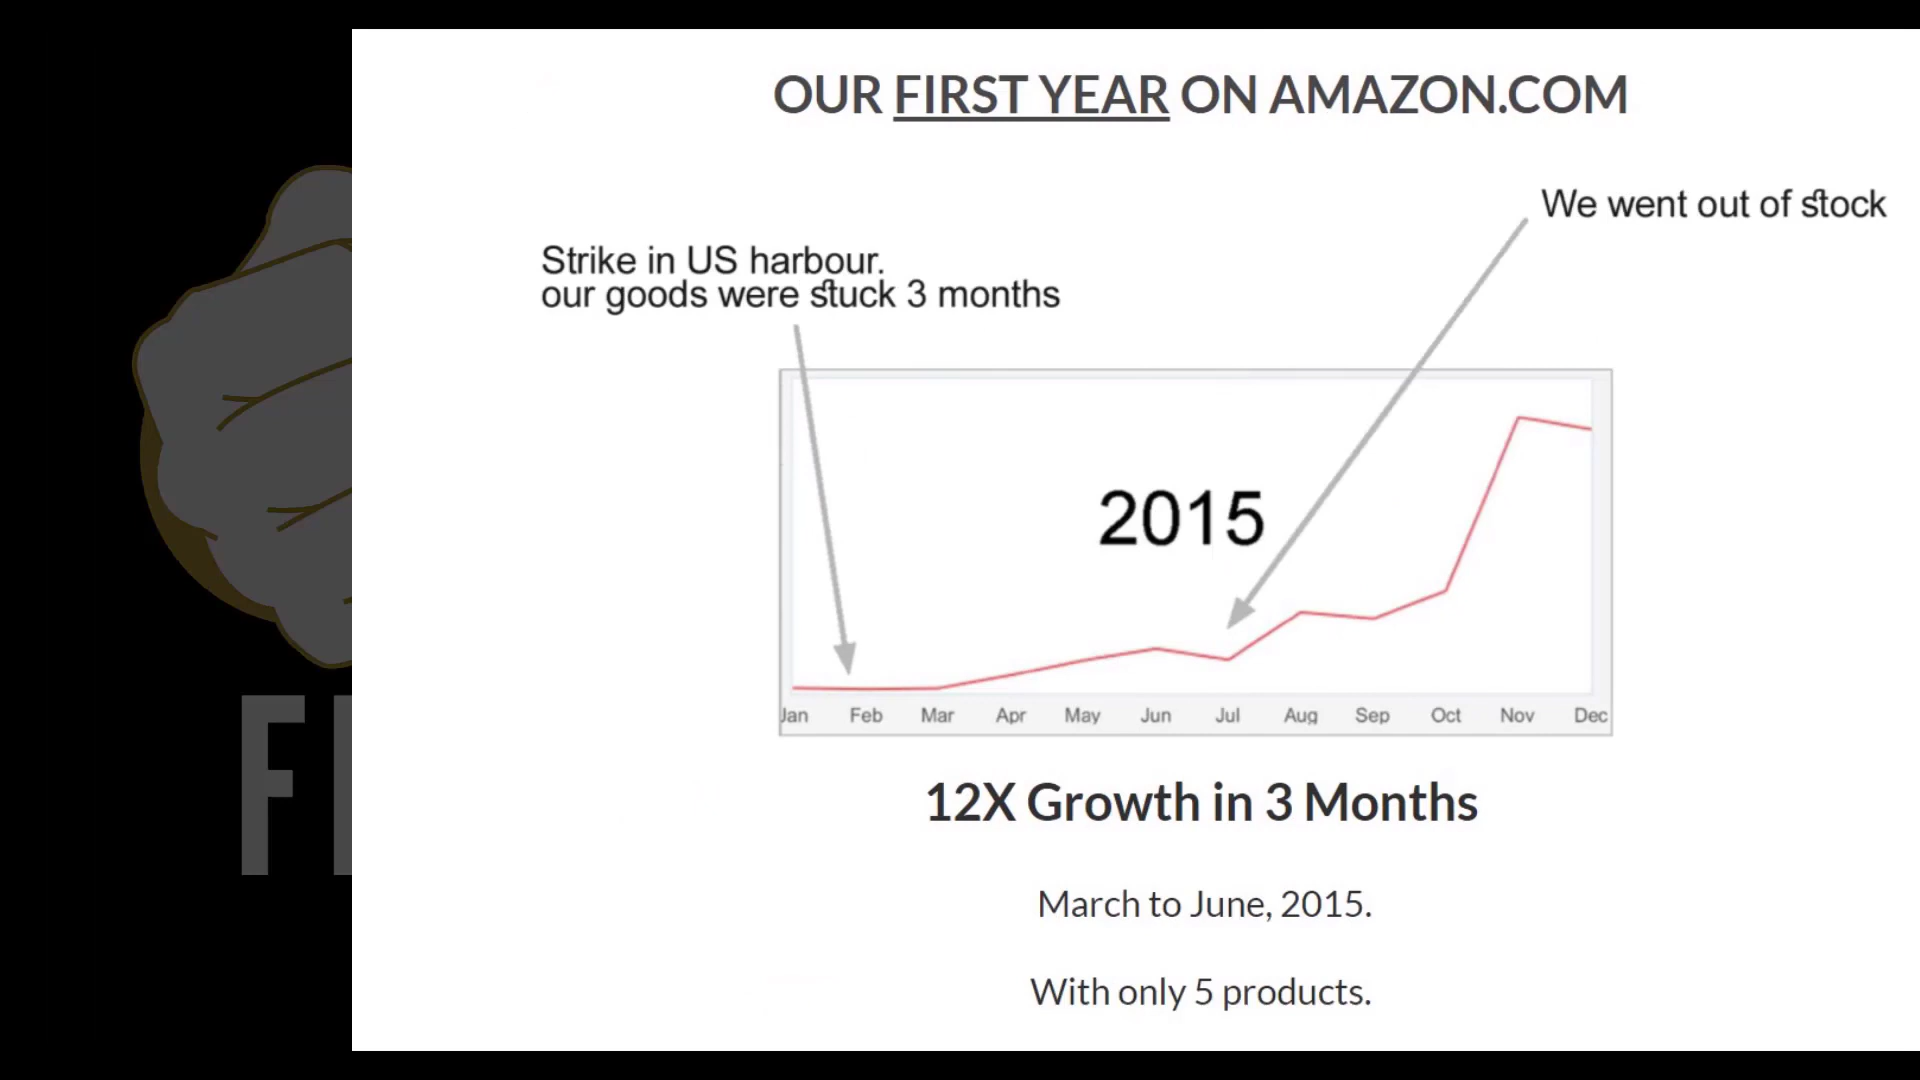 OUR FIRST YEAR ON AMAZON.COM
We went out of stock
Strike in US harbour.
our goods were stuck 3 months
2015
Jan Feb Mar Apr May Jun Jul Aug Sep Oct Nov Dec
12X Growth in 3 Months
March to June, 2015.
With only 5 products.